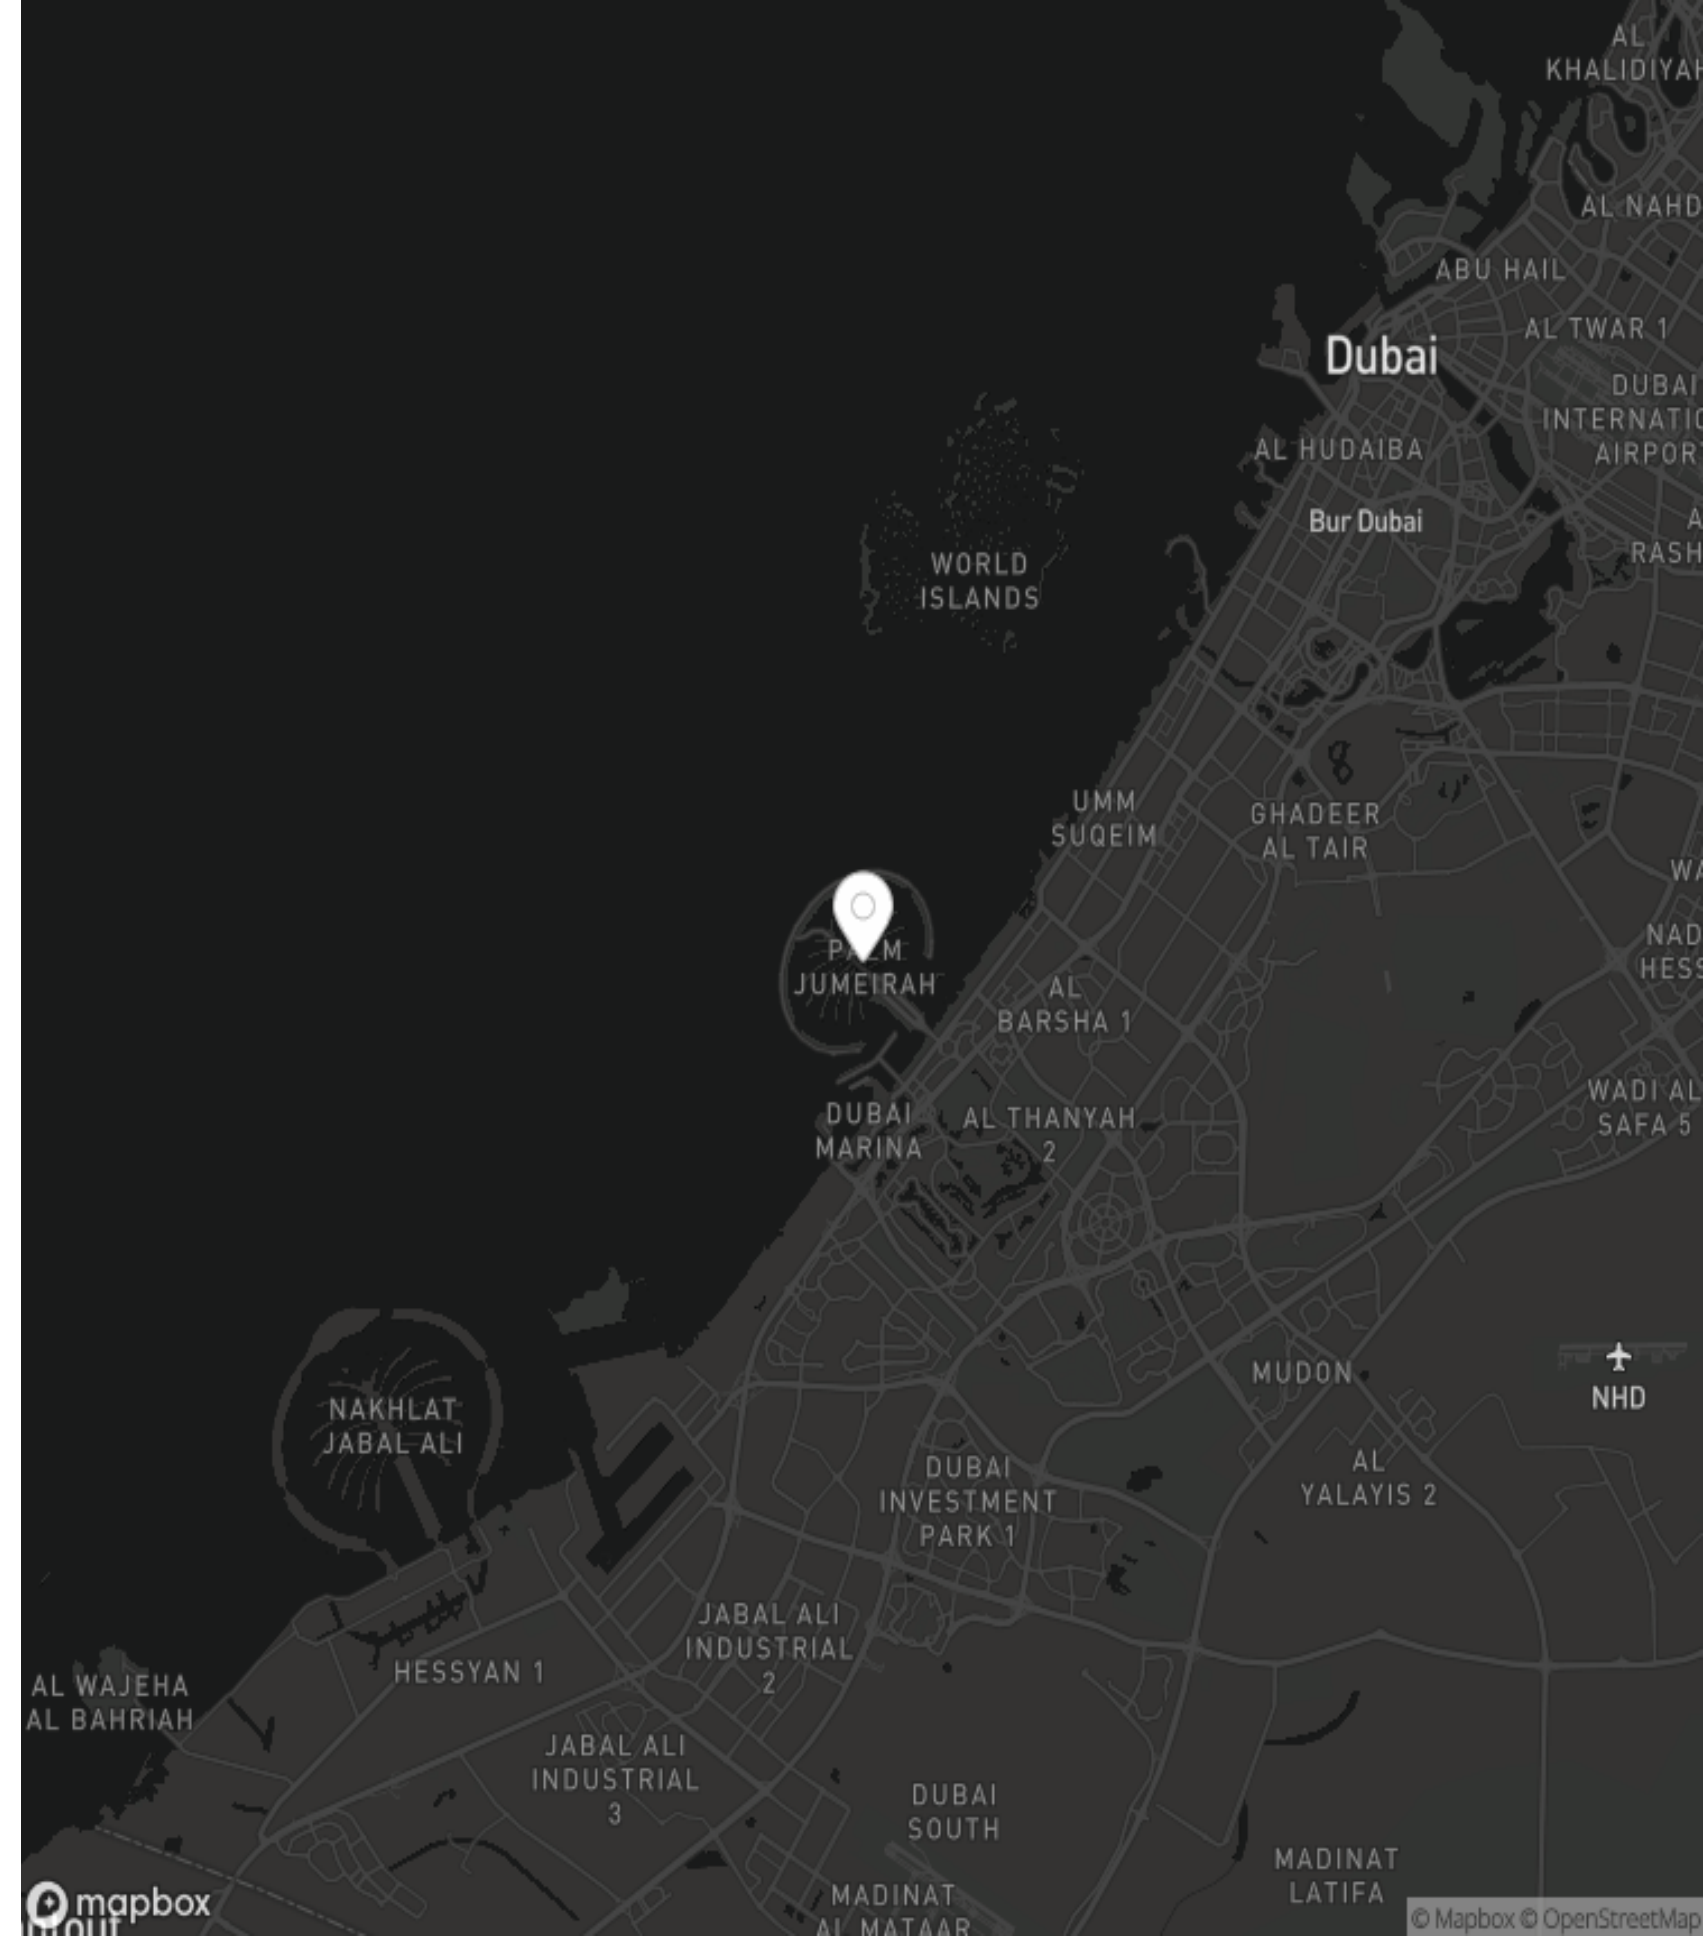 AL
KHALIDIYAH
AL NAHD
ABU HAIL
AL TWAR 1
Dubai
DUBAI
INTERNATIO
AIRPOR
AL HUDAIBA
Bur Dubai
A
RASH
WORLD
ISLANDS
UMM
SUQEIM
GHADEER
AL TAIR
WA
NAD
HESS
PALM
JUMEIRAH
AL
BARSHA 1
WADI AL
SAFA 5
DUBAI
MARINA
AL THANYAH
2
MUDON
NHD
NAKHLAT
JABAL ALI
AL
YALAYIS 2
DUBAI
INVESTMENT
PARK 1
JABAL ALI
INDUSTRIAL
2
HESSYAN 1
AL WAJEHA
AL BAHRIAH
JABAL ALI
INDUSTRIAL
3
DUBAI
SOUTH
MADINAT
LATIFA
MADINAT
AL MATAAR
mapbox
© Mapbox © OpenStreetMap